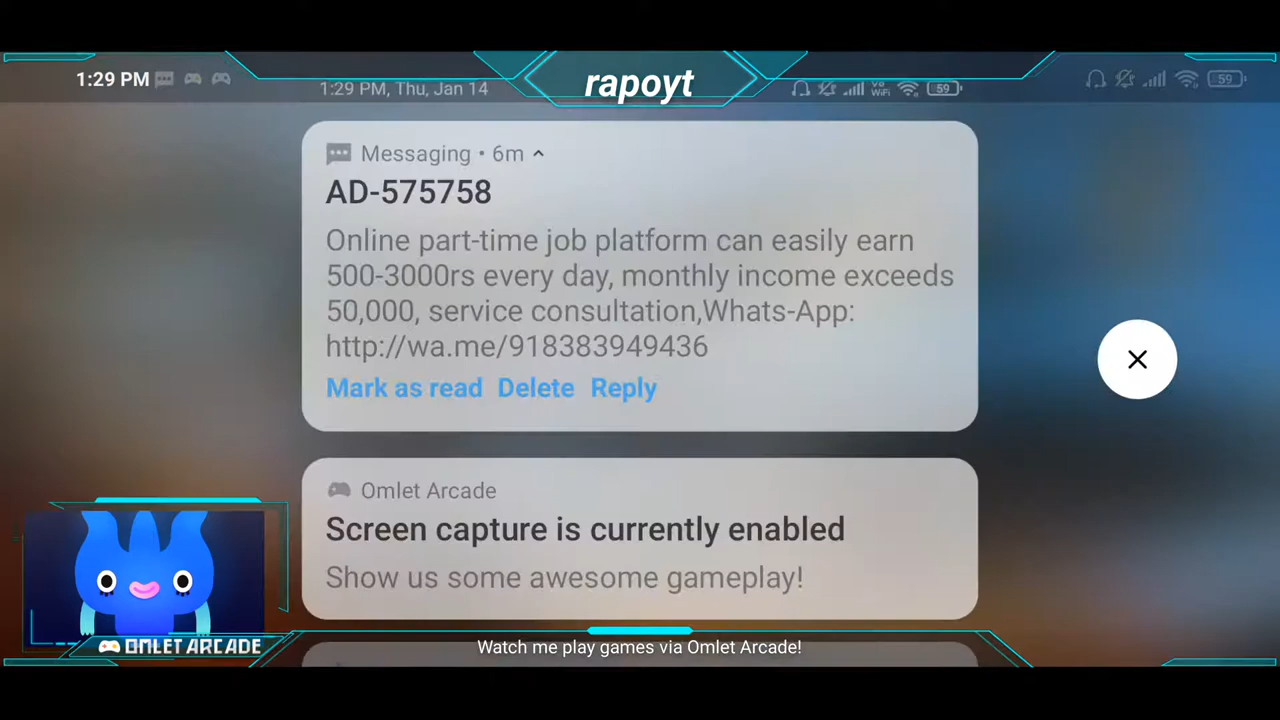 rapoyt
1:29 PM
1:29 PM, Thu, Jan 14
Vo
WiFi
59
59
Messaging • 6m
AD-575758
Online part-time job platform can easily earn
500-3000rs every day, monthly income exceeds
50,000, service consultation,Whats-App:
http://wa.me/918383949436
Mark as read Delete Reply
Omlet Arcade
Screen capture is currently enabled
Show us some awesome gameplay!
OMLET ARCADE
Watch me play games via Omlet Arcade!